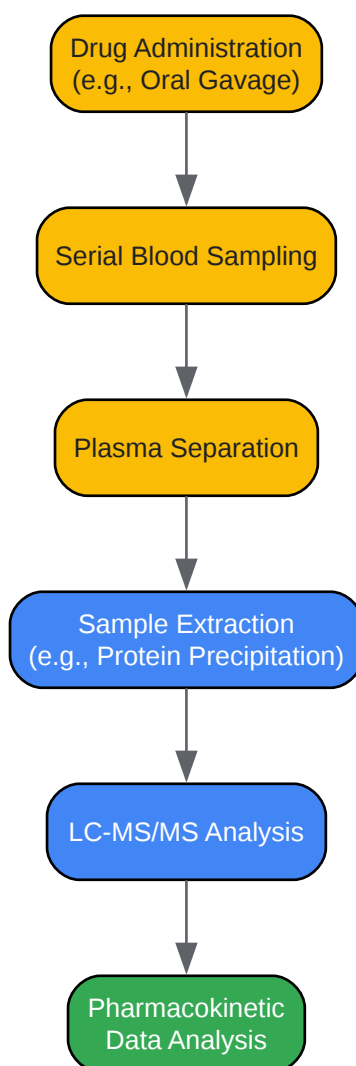 Drug Administration
(e.g., Oral Gavage)
Serial Blood Sampling
Plasma Separation
Sample Extraction
(e.g., Protein Precipitation)
LC-MS/MS Analysis
Pharmacokinetic
Data Analysis